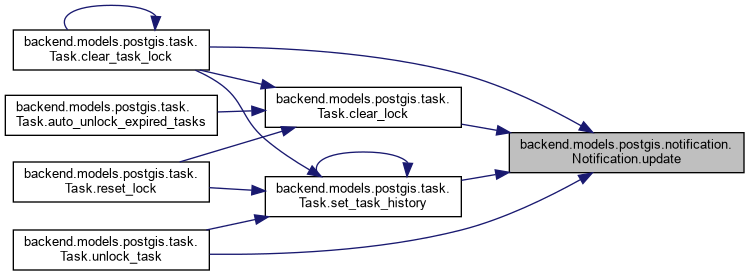 backend.models.postgis.task.
Task.clear_task_lock
backend.models.postgis.task.
Task.clear_lock
backend.models.postgis.task.
Task.auto_unlock_expired_tasks
backend.models.postgis.notification.
Notification.update
backend.models.postgis.task.
Task.reset_lock
backend.models.postgis.task.
Task.set_task_history
backend.models.postgis.task.
Task.unlock_task